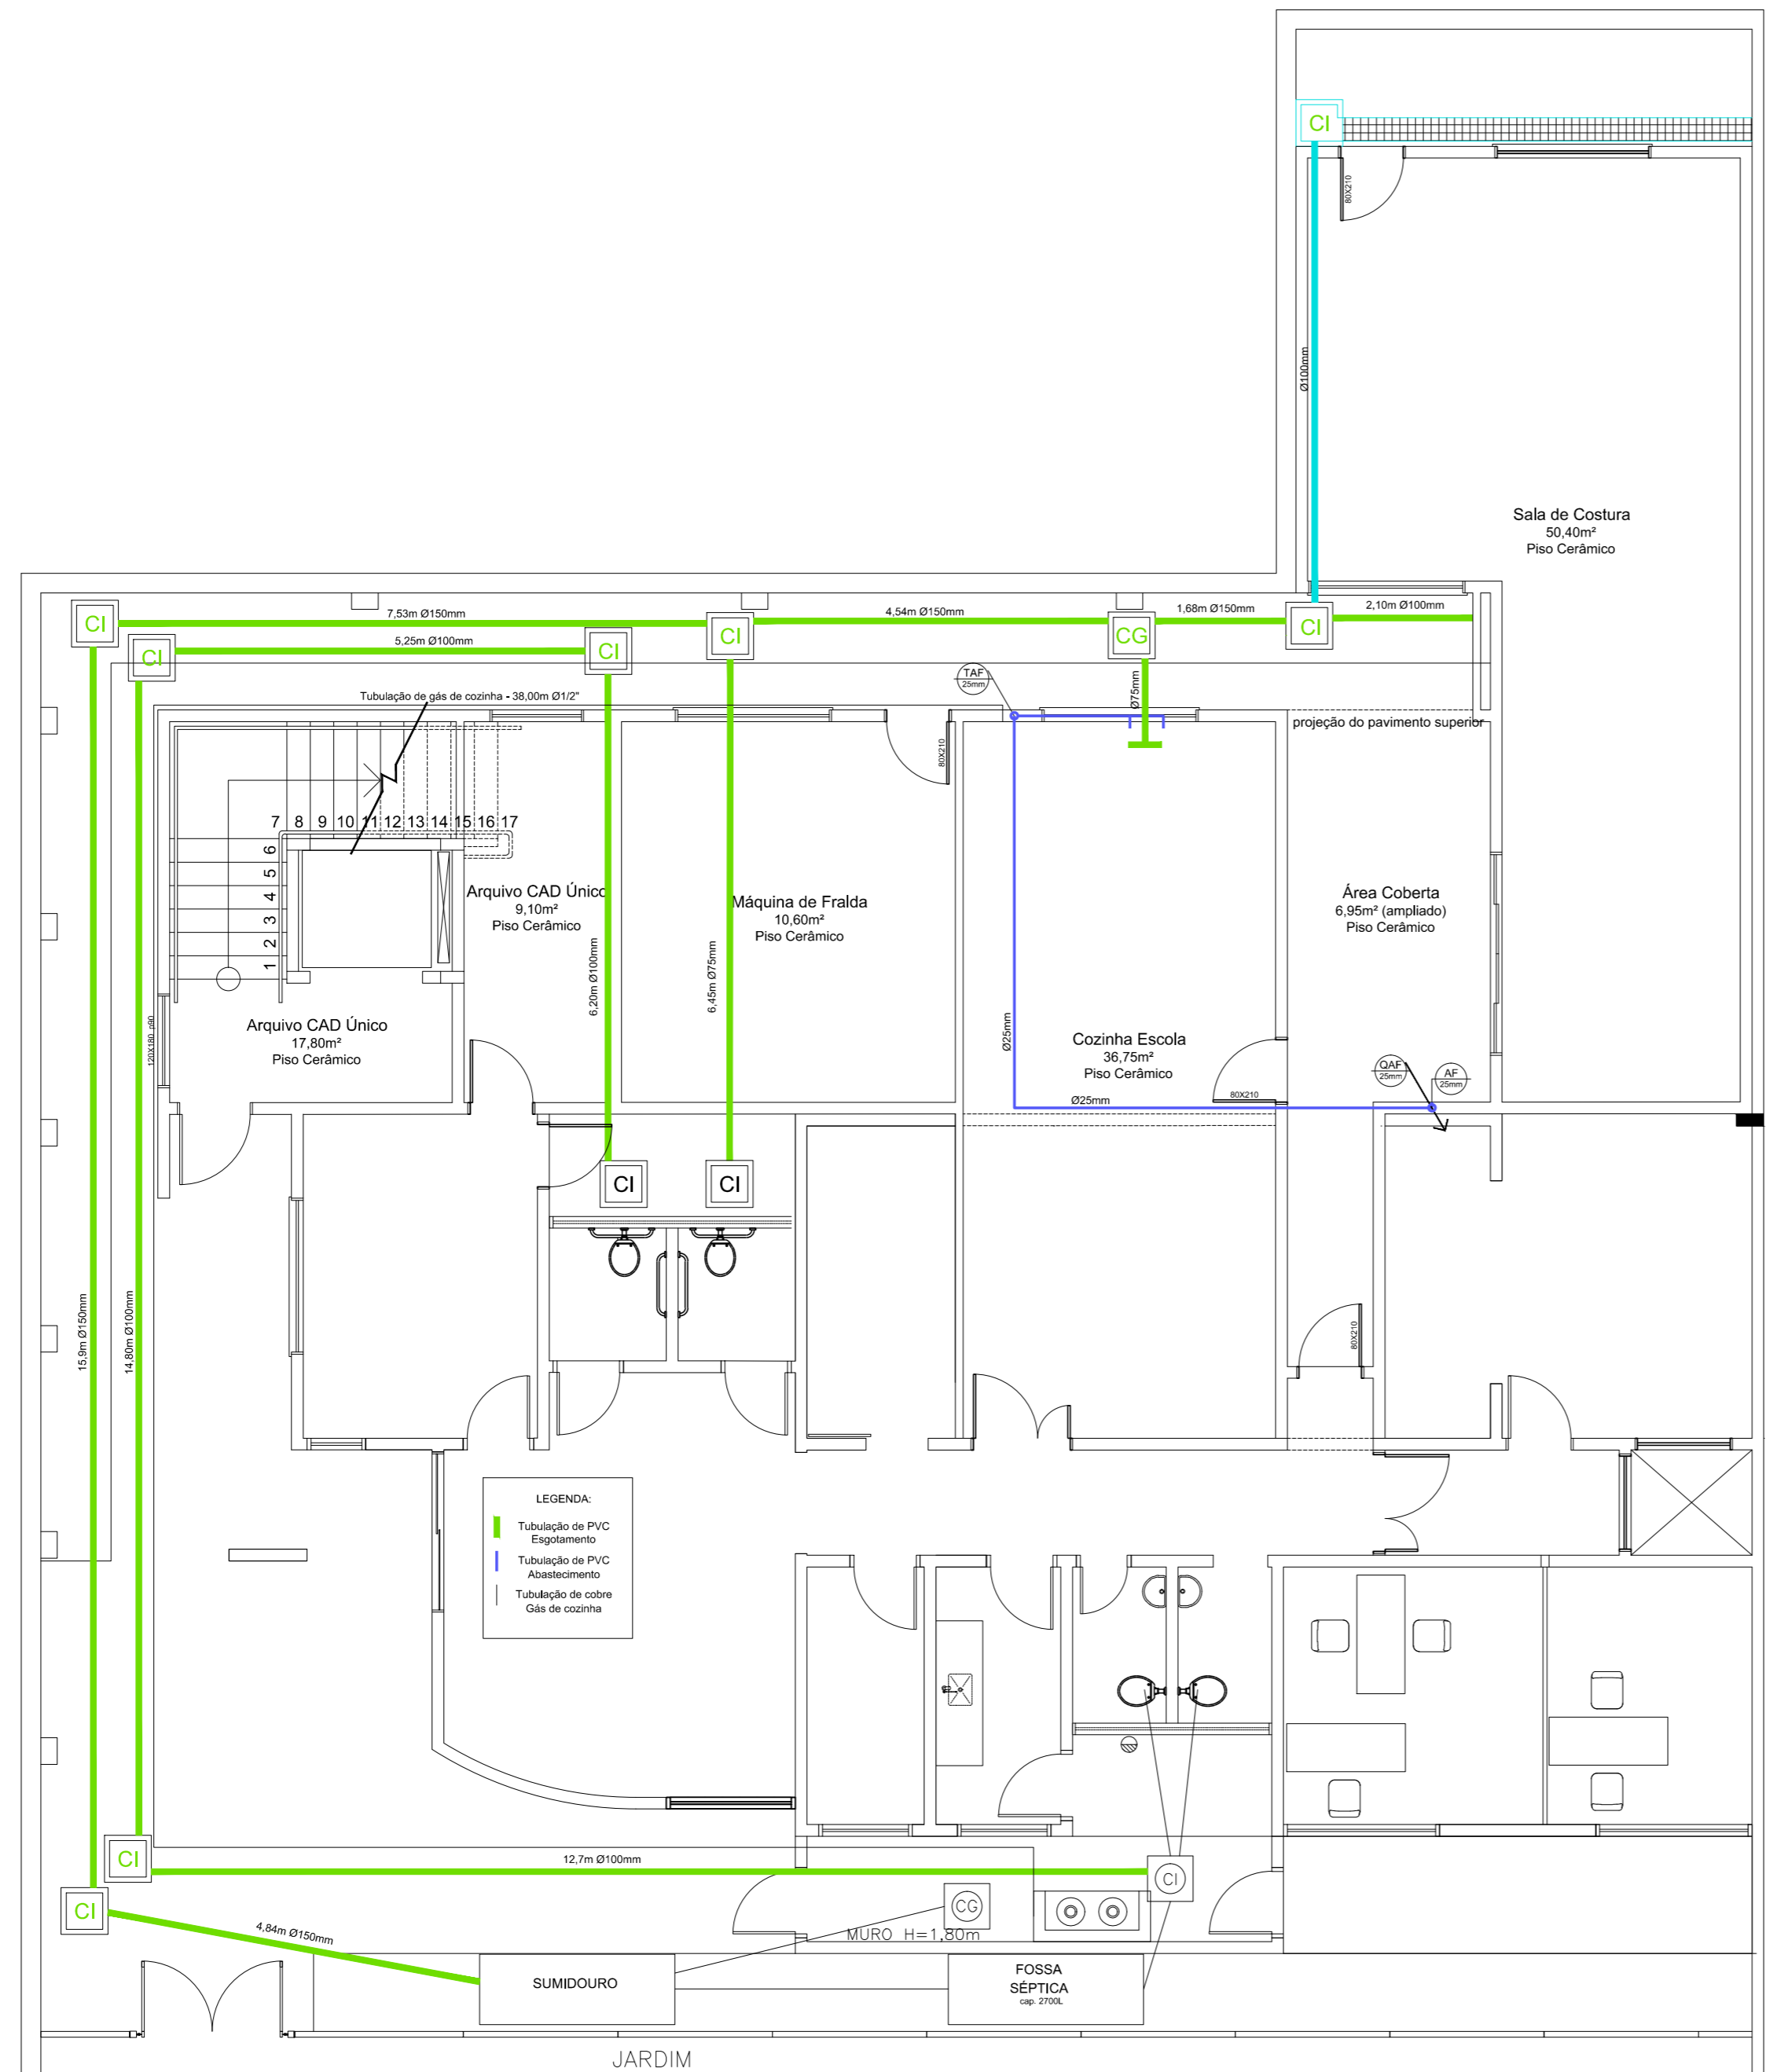 CI
80X210
Ø100mm
Sala de Costura
50,40m²
Piso Cerâmico
CI
7,53m Ø150mm
CI
4,54m Ø150mm
CG
1,68m Ø150mm
CI
2,10m Ø100mm
CI
5,25m Ø100mm
CI
TAF
25mm
Ø75mm
Tubulação de gás de cozinha - 38,00m Ø1/2"
projeção do pavimento superior
80X210
7 8 9 10 11 12 13 14 15 16 17
6
5
4
3
2
1
Arquivo CAD Único
9,10m²
Piso Cerâmico
Máquina de Fralda
10,60m²
Piso Cerâmico
Área Coberta
6,95m² (ampliado)
Piso Cerâmico
6,20m Ø100mm
6,45m Ø75mm
Arquivo CAD Único
17,80m²
Piso Cerâmico
120X180 p90
Ø25mm
Cozinha Escola
36,75m²
Piso Cerâmico
QAF
25mm
AF
25mm
80X210
Ø25mm
CI
CI
15,9m Ø150mm
14,80m Ø100mm
80X210
LEGENDA:
Tubulação de PVC
Esgotamento
Tubulação de PVC
Abastecimento
Tubulação de cobre
Gás de cozinha
CI
12,7m Ø100mm
CI
CI
CG
4,84m Ø150mm
MURO H=1,80m
SUMIDOURO
FOSSA
SÉPTICA
cap. 2700L
JARDIM